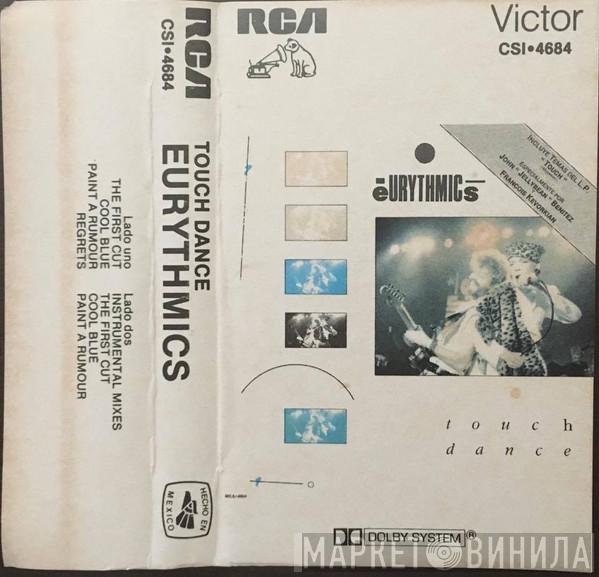 Lado uno
THE FIRST CUT
COOL BLUE
PAINT A RUMOUR
REGRETS
Lado dos
INSTRUMENTAL MIXES
THE FIRST CUT
COOL BLUE
PAINT A RUMOUR
RCA
CSI•4684
TOUCH DANCE
EURYTHMICS
HECHO EN
MEXICO
RCA
Victor
CSI•4684
INCLUYE TEMAS DEL L.P.
"TOUCH"
ESPECIALMENTE POR
JOHN "JELLYBEAN" BENITEZ
FRANCOIS KEVORKIAN
eURYTHMICs
touch
dance
DOLBY SYSTEM ®
МАРКЕТ ВИНИЛА